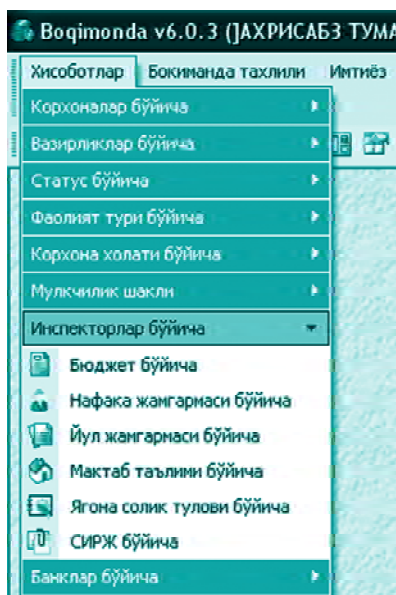 Boqimonda v6.0.3 (]АХРИСАБЗ ТУМА
Хисоботлар Бокиманда тахлили Имтиёз
Корхоналар бўйича
Вазирликлар бўйича
Статус бўйича
Фаолият тури бўйича
Корхона холати бўйича
Мулкчилик шакли
Инспекторлар бўйича
Бюджет бўйича
Нафака жамгармаси бўйича
Йул жамгармаси бўйича
Мактаб таълими бўйича
Ягона солик тулови бўйича
СИРЖ бўйича
Банклар бўйича